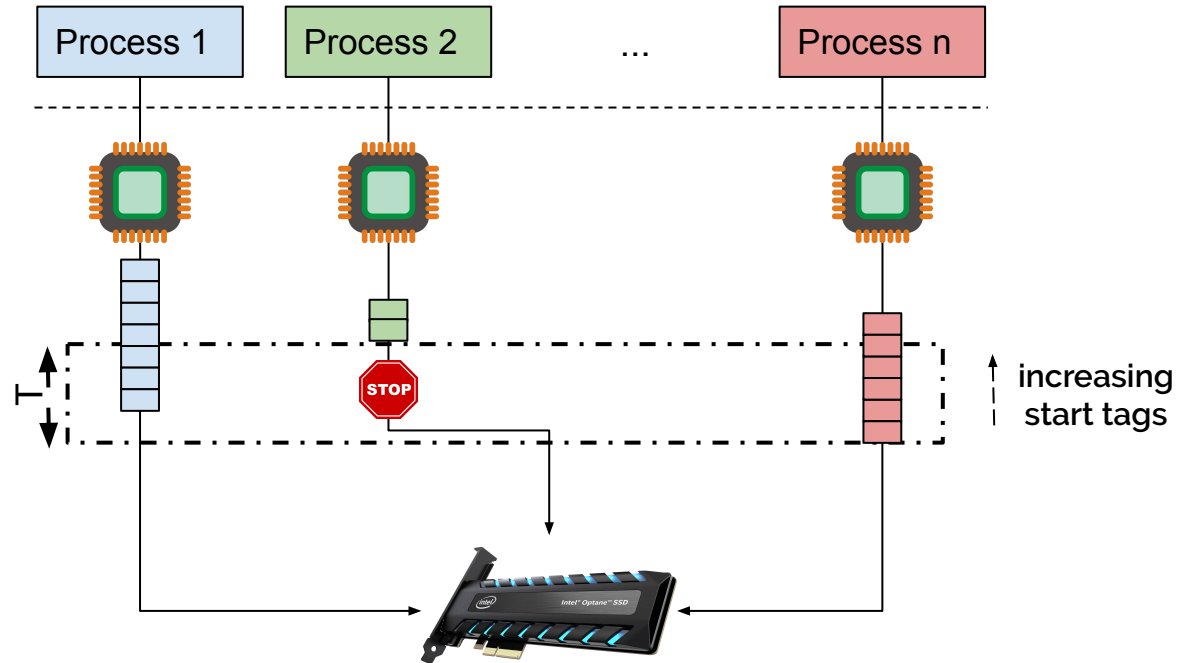 Process 1
Process 2
...
Process n
STOP
T
increasing
start tags
intel
Intel® Optane™ SSD